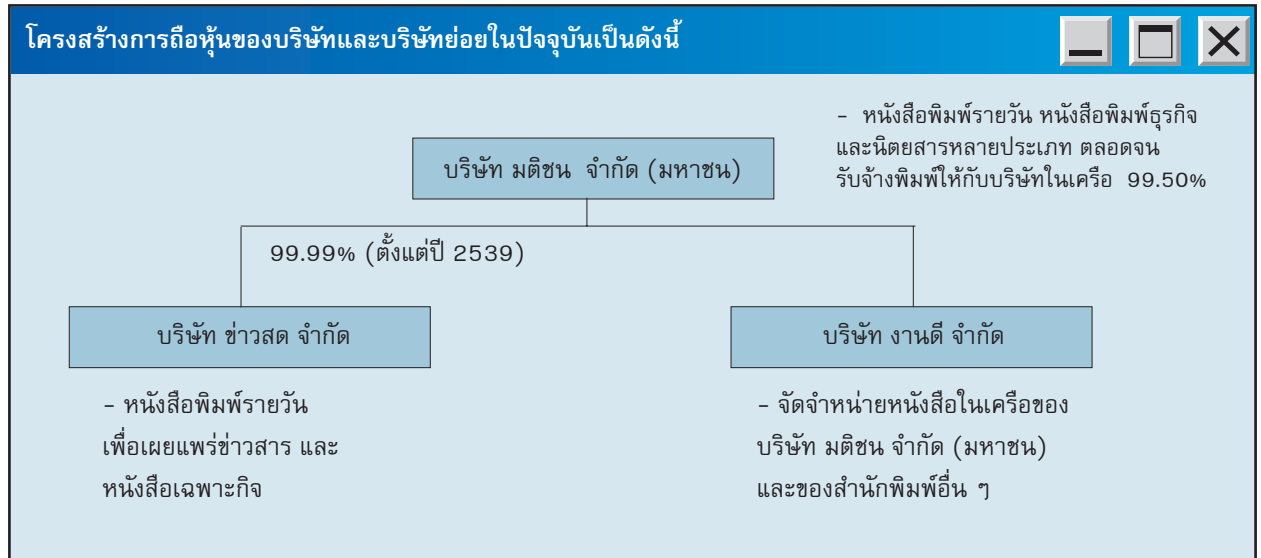 โครงสร้างการถือหุ้นของบริษัทและบริษัทย่อยในปัจจุบันเป็นดังนี้
– หนังสือพิมพ์รายวัน หนังสือพิมพ์ธุรกิจ
และนิตยสารหลายประเภท ตลอดจน
รับจ้างพิมพ์ให้กับบริษัทในเครือ 99.50%
บริษัท มติชน จำกัด (มหาชน)
99.99% (ตั้งแต่ปี 2539)
บริษัท ข่าวสด จำกัด
– หนังสือพิมพ์รายวัน
เพื่อเผยแพร่ข่าวสาร และ
หนังสือเฉพาะกิจ
บริษัท งานดี จำกัด
– จัดจำหน่ายหนังสือในเครือของ
บริษัท มติชน จำกัด (มหาชน)
และของสำนักพิมพ์อื่น ๆ